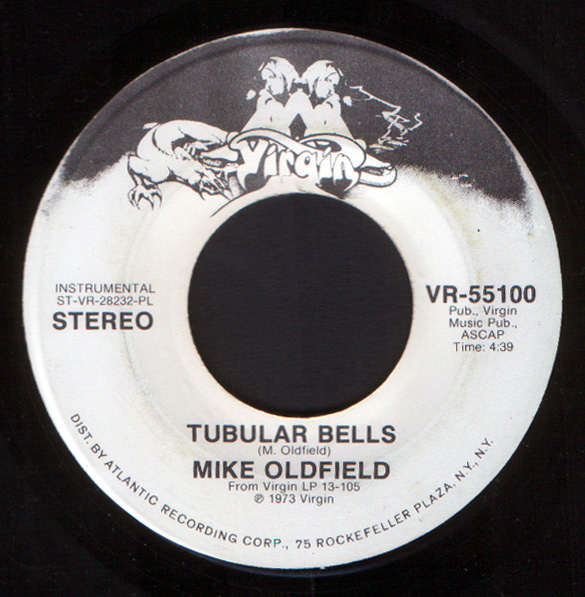 Virgin
INSTRUMENTAL
ST-VR-28232-PL
STEREO
VR-55100
Pub., Virgin
Music Pub.,
ASCAP
Time: 4:39
TUBULAR BELLS
(M. Oldfield)
MIKE OLDFIELD
From Virgin LP 13-105
℗ 1973 Virgin
DIST. BY ATLANTIC RECORDING CORP., 75 ROCKEFELLER PLAZA, N.Y., N.Y.